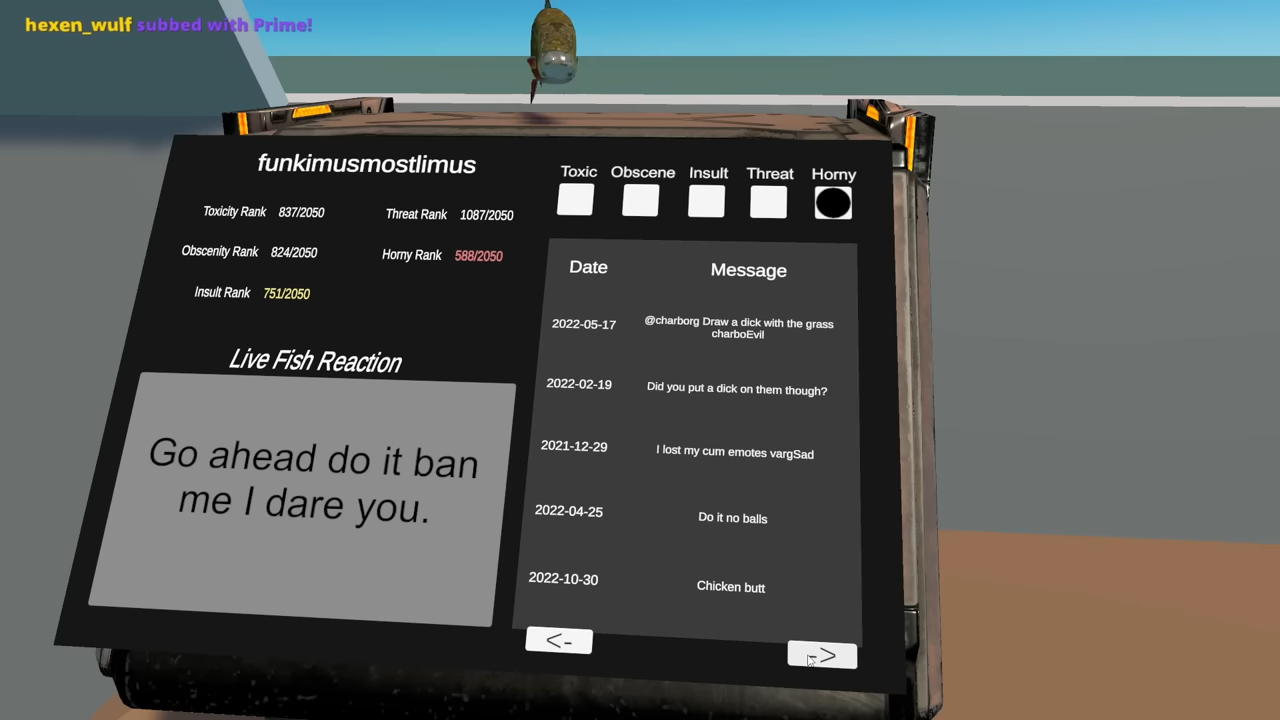 hexen_wulf subbed with Prime!
funkimusmostlimus
Toxicity Rank 837/2050
Threat Rank 1087/2050
Obscenity Rank 824/2050
Horny Rank 588/2050
Insult Rank 751/2050
Live Fish Reaction
Go ahead do it ban
me I dare you.
Toxic Obscene Insult Threat Horny
Date Message
2022-05-17 @charborg Draw a dick with the grass
charboEvil
2022-02-19 Did you put a dick on them though?
2021-12-29 I lost my cum emotes vargSad
2022-04-25 Do it no balls
2022-10-30 Chicken butt
<- ->